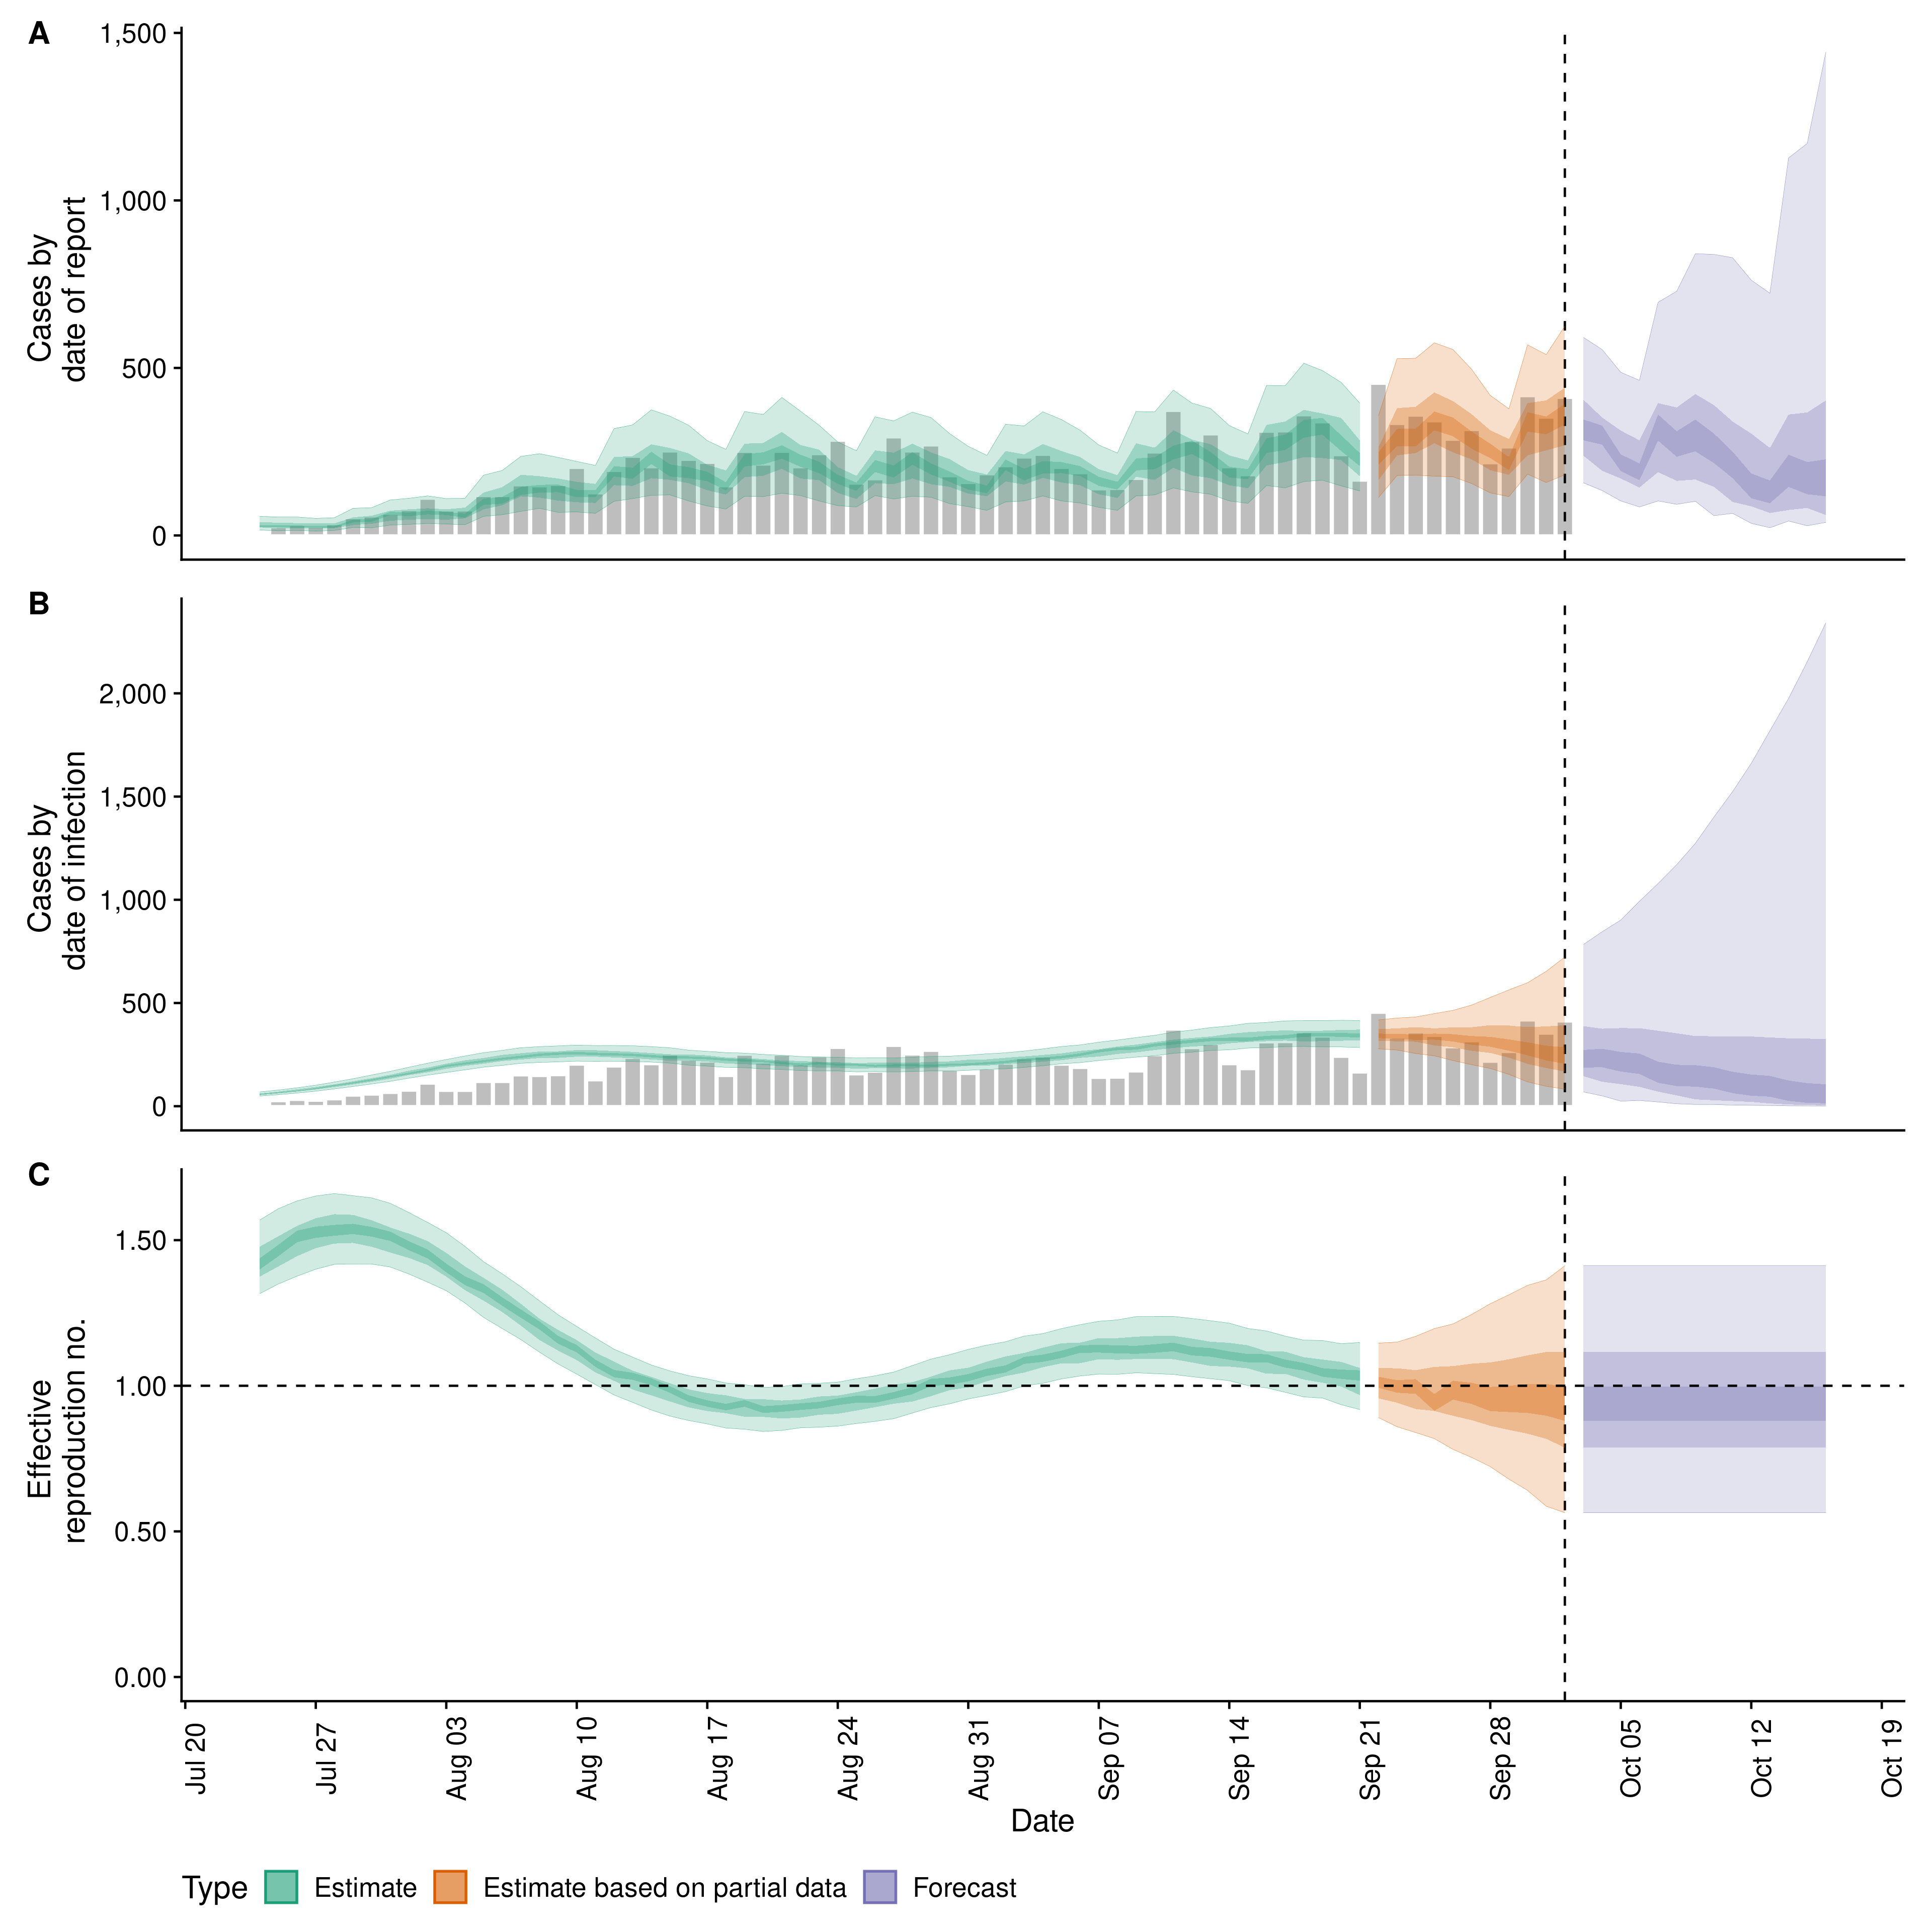 A
1,500
1,000
500
0
Cases by
date of report
B
2,000
1,500
1,000
500
0
Cases by
date of infection
C
1.50
1.00
0.50
0.00
Effective
reproduction no.
Jul 20
Jul 27
Aug 03
Aug 10
Aug 17
Aug 24
Aug 31
Sep 07
Sep 14
Sep 21
Sep 28
Oct 05
Oct 12
Oct 19
Date
Type Estimate Estimate based on partial data Forecast